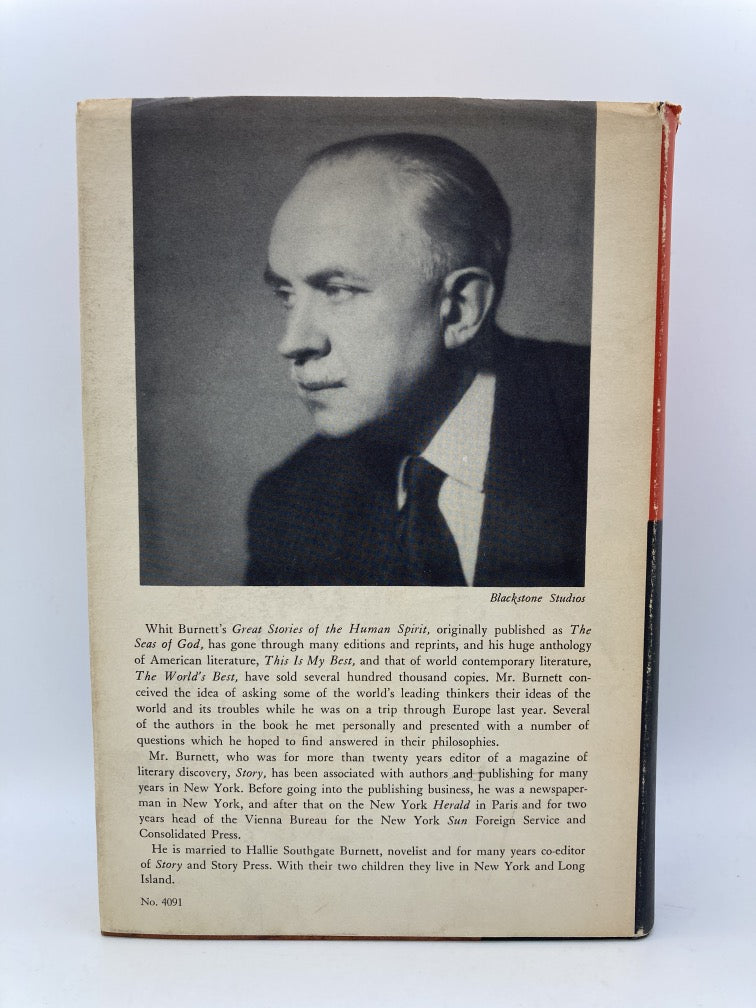 Blackstone Studios
Whit Burnett's Great Stories of the Human Spirit, originally published as The
Seas of God, has gone through many editions and reprints, and his huge anthology
of American literature, This Is My Best, and that of world contemporary literature,
The World's Best, have sold several hundred thousand copies. Mr. Burnett con-
ceived the idea of asking some of the world's leading thinkers their ideas of the
world and its troubles while he was on a trip through Europe last year. Several
of the authors in the book he met personally and presented with a number of
questions which he hoped to find answered in their philosophies.
Mr. Burnett, who was for more than twenty years editor of a magazine of
literary discovery, Story, has been associated with authors and publishing for many
years in New York. Before going into the publishing business, he was a newspaper-
man in New York, and after that on the New York Herald in Paris and for two
years head of the Vienna Bureau for the New York Sun Foreign Service and
Consolidated Press.
He is married to Hallie Southgate Burnett, novelist and for many years co-editor
of Story and Story Press. With their two children they live in New York and Long
Island.
No. 4091